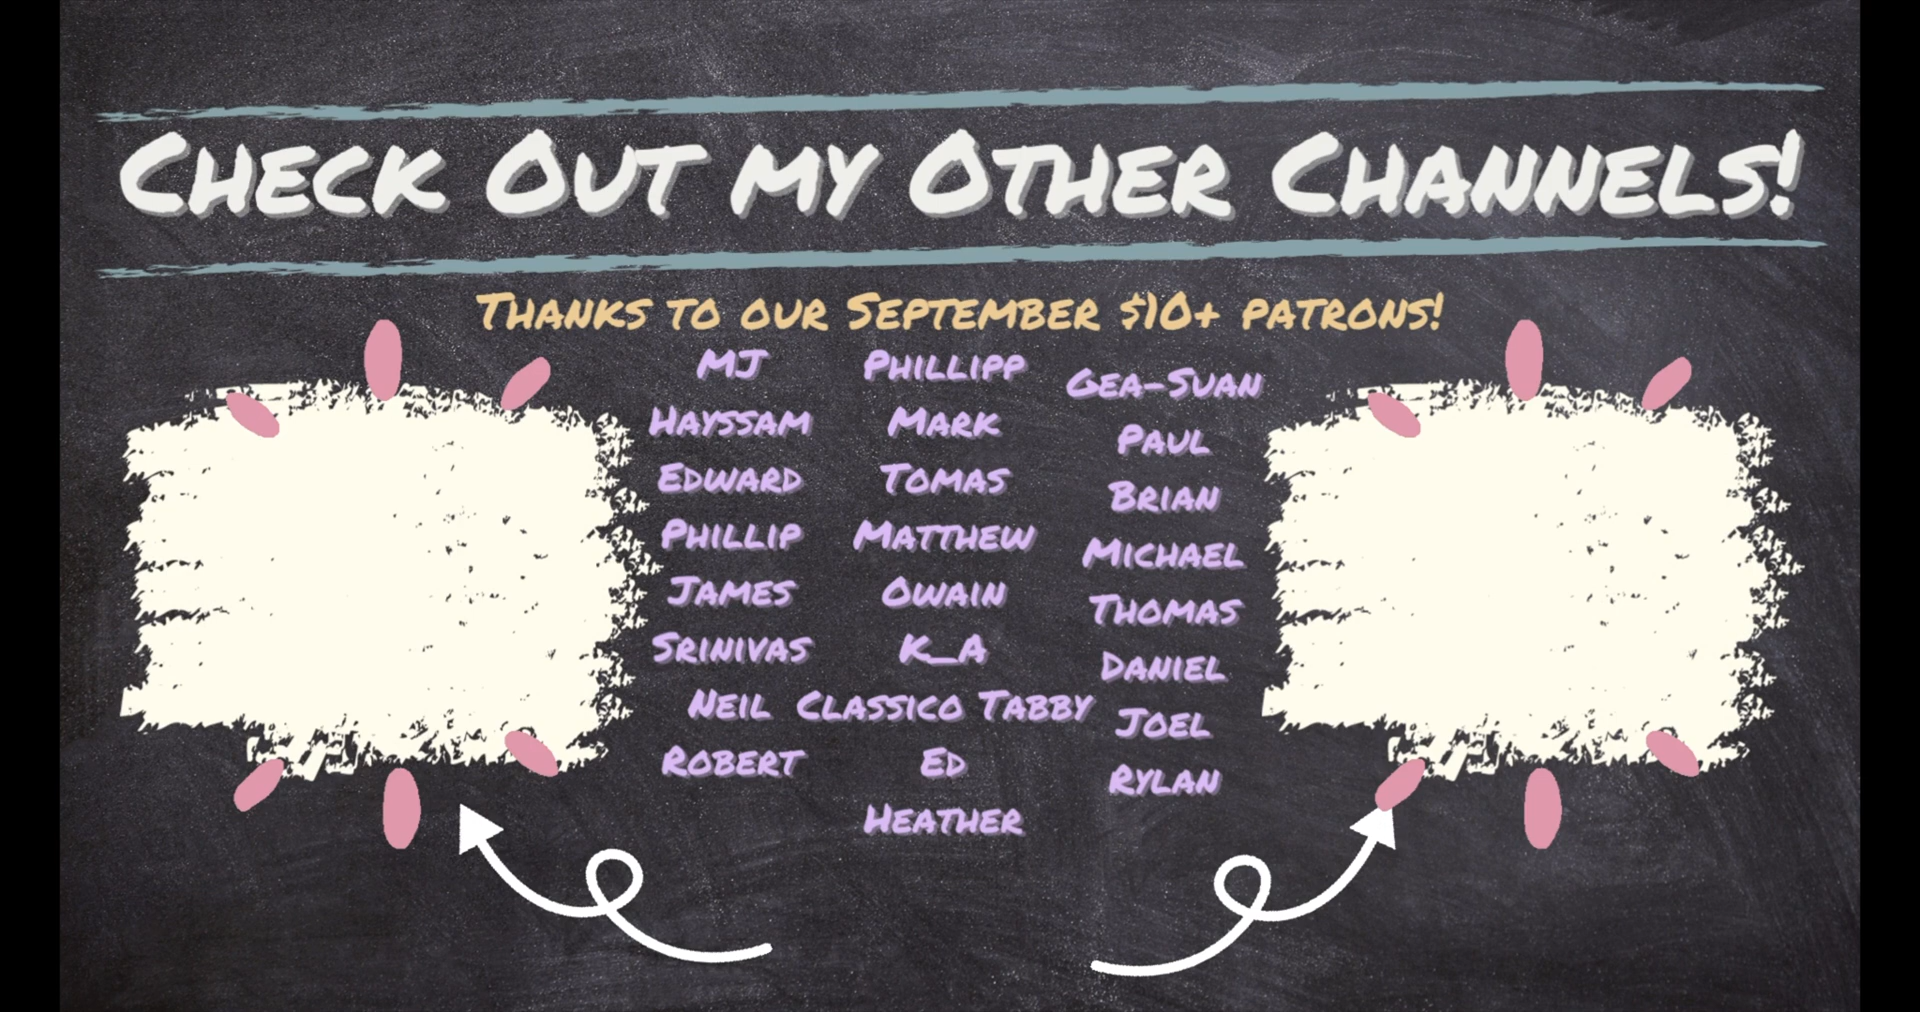 Check Out my Other Channels!
Thanks to our September $10+ patrons!
MJ
Hayssam
Edward
Phillip
James
Srinivas
Neil
Robert
Phillipp
Mark
Tomas
Matthew
Owain
K_A
Classico Tabby
Ed
Heather
Gea-Suan
Paul
Brian
Michael
Thomas
Daniel
Joel
Rylan